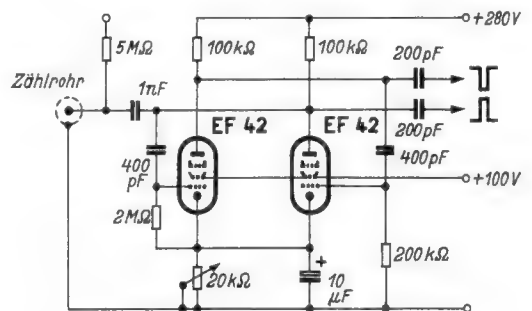 +280V
5MΩ
100kΩ
100kΩ
200pF
Zählrohr
1nF
EF 42
EF 42
200pF
400
pF
400pF
+100V
2MΩ
20kΩ
+
10
µF
200kΩ